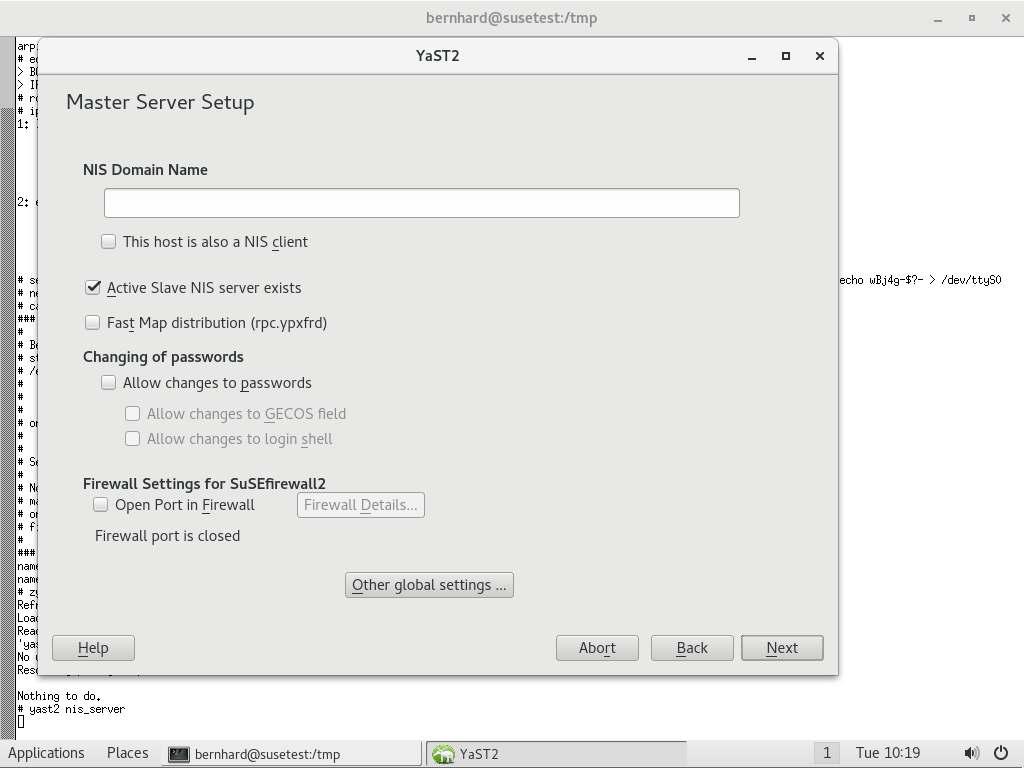 bernhard@susetest:/tmp
YaST2
Master Server Setup
NIS Domain Name
This host is also a NIS client
Active Slave NIS server exists
Fast Map distribution (rpc.ypxfrd)
Changing of passwords
Allow changes to passwords
Allow changes to GECOS field
Allow changes to login shell
Firewall Settings for SuSEfirewall2
Open Port in Firewall
Firewall Details...
Firewall port is closed
Other global settings ...
Help
Abort
Back
Next
echo wBj4g-$?- > /dev/ttyS0
Nothing to do.
# yast2 nis_server
Applications
Places
bernhard@susetest:/tmp
YaST2
1
Tue 10:19